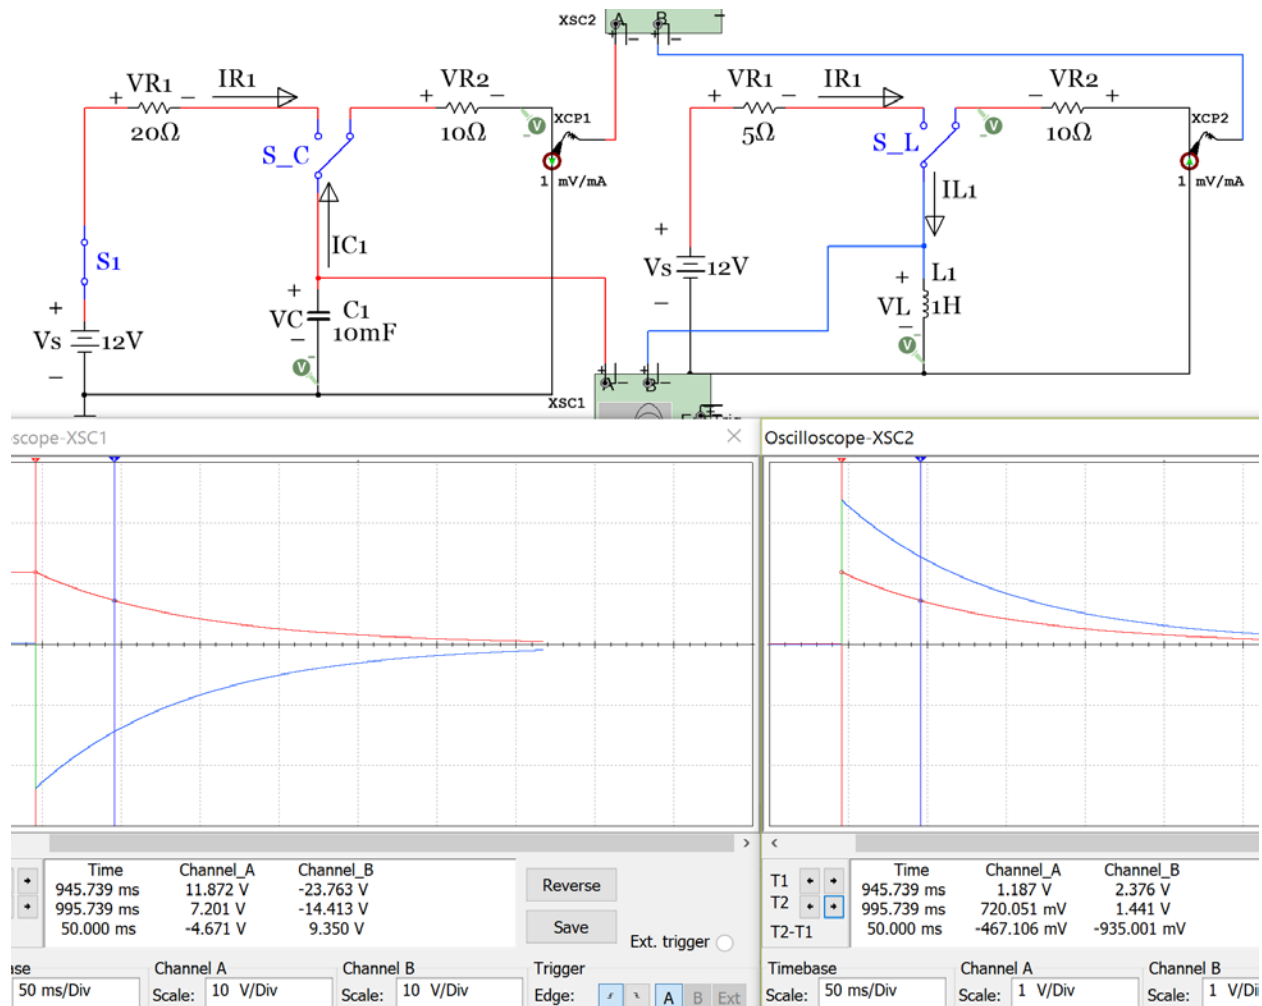 XSC2 A B
VR1 IR1 VR2 VR1 IR1 VR2
+ − + − + − − +
20Ω 10Ω 5Ω 10Ω
XCP1 XCP2
V V
S_C S_L
1 mV/mA 1 mV/mA
IC1 IL1
S1
+ + + +
Vs 12V VC C1 10mF Vs 12V VL L1 1H
− − − −
V V
XSC1 A B
oscope-XSC1
Oscilloscope-XSC2
Time Channel_A Channel_B
945.739 ms 11.872 V -23.763 V
995.739 ms 7.201 V -14.413 V
50.000 ms -4.671 V 9.350 V
Reverse
Save
Ext. trigger
T1
T2
T2-T1
Time Channel_A Channel_B
945.739 ms 1.187 V 2.376 V
995.739 ms 720.051 mV 1.441 V
50.000 ms -467.106 mV -935.001 mV
Channel A Channel B Trigger
50 ms/Div Scale: 10 V/Div Scale: 10 V/Div Edge: A B Ext
Timebase Channel A Channel B
Scale: 50 ms/Div Scale: 1 V/Div Scale: